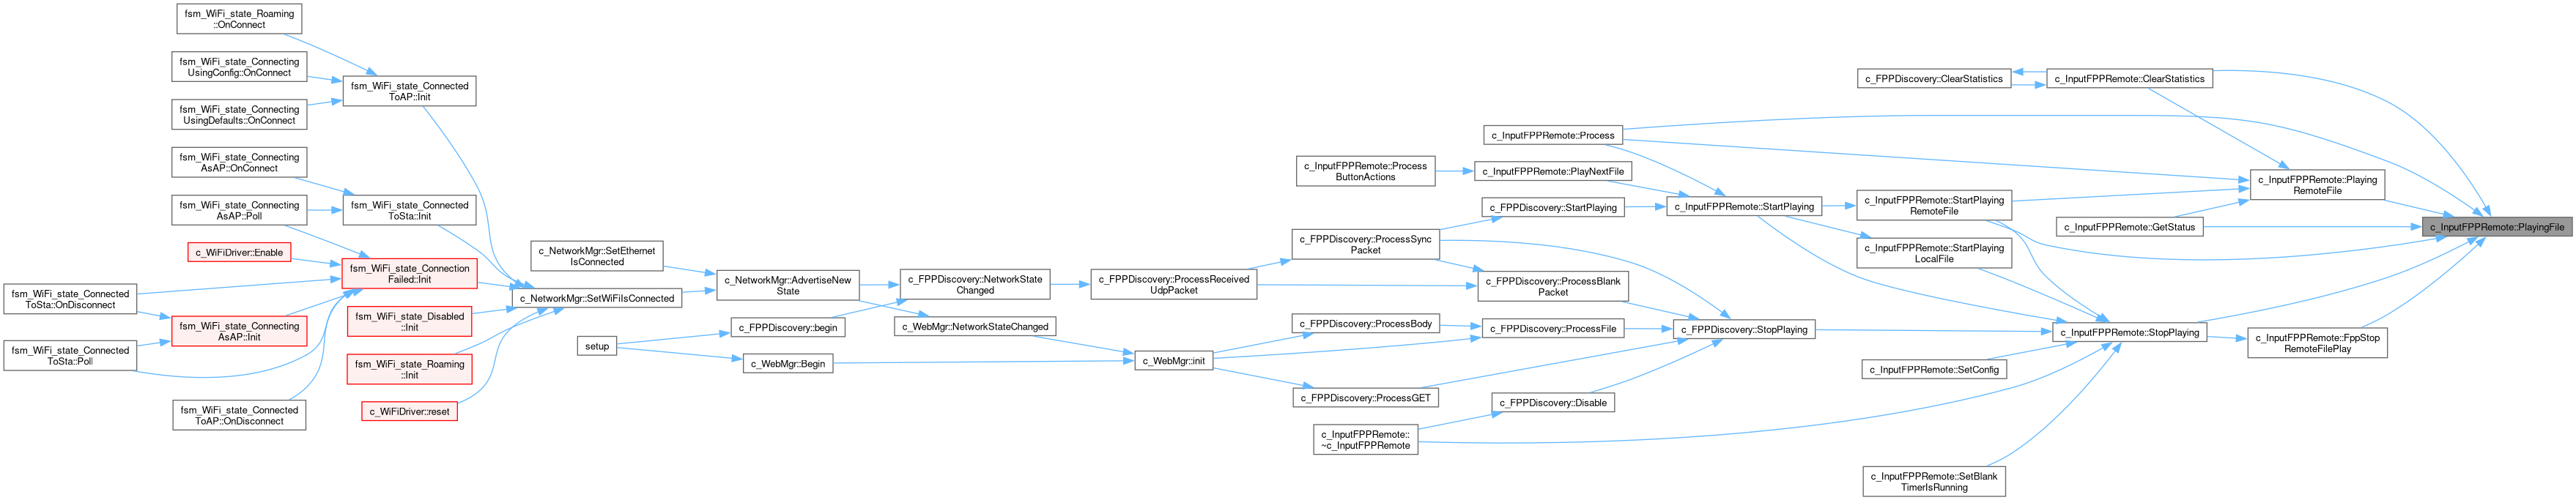 fsm_WiFi_state_Roaming
::OnConnect
fsm_WiFi_state_Connecting
UsingConfig::OnConnect
fsm_WiFi_state_Connecting
UsingDefaults::OnConnect
fsm_WiFi_state_Connecting
AsAP::OnConnect
fsm_WiFi_state_Connecting
AsAP::Poll
c_WiFiDriver::Enable
fsm_WiFi_state_Connected
ToSta::OnDisconnect
fsm_WiFi_state_Connecting
AsAP::Init
fsm_WiFi_state_Connected
ToSta::Poll
fsm_WiFi_state_Connected
ToAP::OnDisconnect
fsm_WiFi_state_Connected
ToAP::Init
fsm_WiFi_state_Connected
ToSta::Init
fsm_WiFi_state_Connection
Failed::Init
fsm_WiFi_state_Disabled
::Init
fsm_WiFi_state_Roaming
::Init
c_WiFiDriver::reset
c_NetworkMgr::SetEthernet
IsConnected
c_NetworkMgr::SetWiFiIsConnected
setup
c_NetworkMgr::AdvertiseNew
State
c_FPPDiscovery::begin
c_WebMgr::Begin
c_FPPDiscovery::NetworkState
Changed
c_WebMgr::NetworkStateChanged
c_FPPDiscovery::ProcessReceived
UdpPacket
c_WebMgr::init
c_InputFPPRemote::Process
ButtonActions
c_FPPDiscovery::ProcessSync
Packet
c_FPPDiscovery::ProcessBody
c_FPPDiscovery::ProcessGET
c_InputFPPRemote::
~c_InputFPPRemote
c_InputFPPRemote::Process
c_InputFPPRemote::PlayNextFile
c_FPPDiscovery::StartPlaying
c_FPPDiscovery::ProcessBlank
Packet
c_FPPDiscovery::ProcessFile
c_FPPDiscovery::Disable
c_InputFPPRemote::StartPlaying
c_FPPDiscovery::StopPlaying
c_FPPDiscovery::ClearStatistics
c_InputFPPRemote::StartPlaying
RemoteFile
c_InputFPPRemote::StartPlaying
LocalFile
c_InputFPPRemote::SetConfig
c_InputFPPRemote::SetBlank
TimerIsRunning
c_InputFPPRemote::ClearStatistics
c_InputFPPRemote::GetStatus
c_InputFPPRemote::StopPlaying
c_InputFPPRemote::Playing
RemoteFile
c_InputFPPRemote::FppStop
RemoteFilePlay
c_InputFPPRemote::PlayingFile